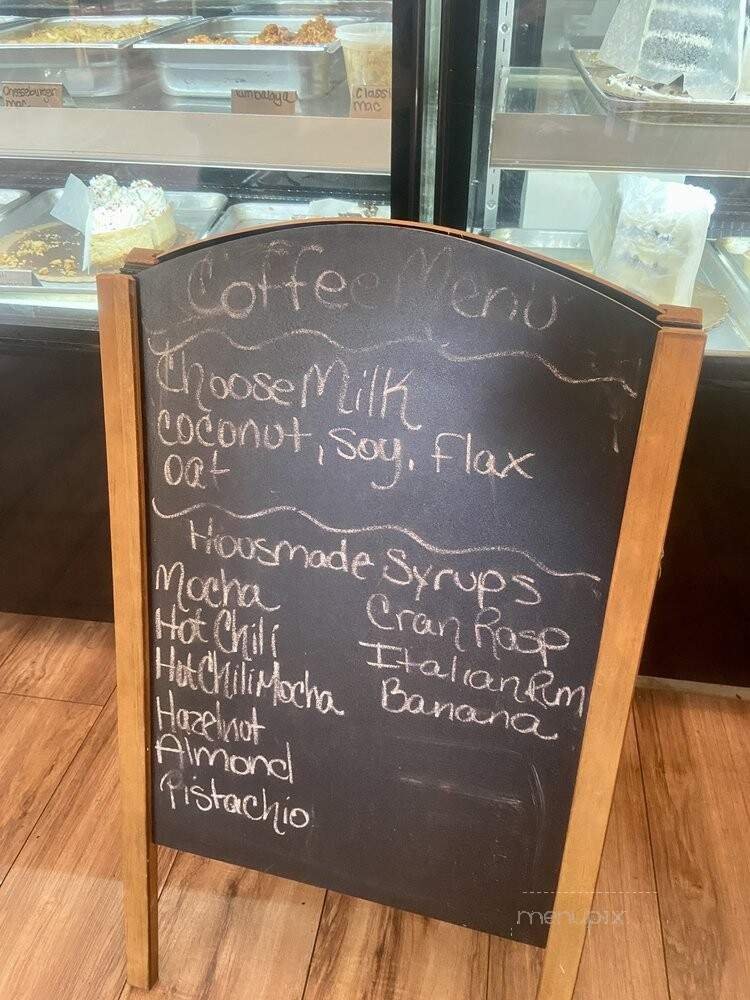 Cheeseburger
mac
Jambalaya
Classic
mac
Coffee Menu
Choose Milk
coconut, soy, Flax
oat
Housmade Syrups
Mocha
Hot Chili
Hot Chili Mocha
Hazelnut
Almond
Pistachio
Cran Rasp
Italian Rum
Banana
menupix